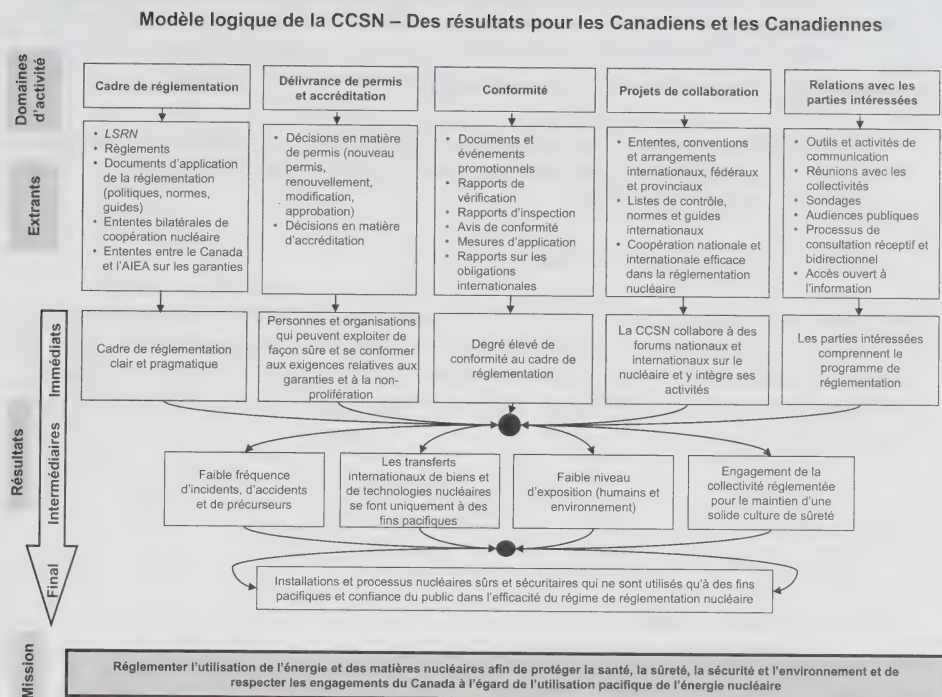 Modèle logique de la CCSN – Des résultats pour les Canadiens et les Canadiennes
Domaines
d'activité
Cadre de réglementation
Délivrance de permis
et accréditation
Conformité
Projets de collaboration
Relations avec les
parties intéressées
Extrants
• LSRN
• Règlements
• Documents d'application
de la réglementation
(politiques, normes,
guides)
• Ententes bilatérales de
coopération nucléaire
• Ententes entre le Canada
et l'AIEA sur les garanties
• Décisions en matière
de permis (nouveau
permis,
renouvellement,
modification,
approbation)
• Décisions en matière
d'accréditation
• Documents et
événements
promotionnels
• Rapports de
vérification
• Rapports d'inspection
• Avis de conformité
• Mesures d'application
• Rapports sur les
obligations
internationales
• Ententes, conventions
et arrangements
internationaux, fédéraux
et provinciaux
• Listes de contrôle,
normes et guides
internationaux
• Coopération nationale et
internationale efficace
dans la réglementation
nucléaire
• Outils et activités de
communication
• Réunions avec les
collectivités
• Sondages
• Audiences publiques
• Processus de
consultation réceptif et
bidirectionnel
• Accès ouvert à
l'information
Résultats
Immédiats
Cadre de réglementation
clair et pragmatique
Personnes et organisations
qui peuvent exploiter de
façon sûre et se conformer
aux exigences relatives aux
garanties et à la non-
prolifération
Degré élevé de
conformité au cadre de
réglementation
La CCSN collabore à des
forums nationaux et
internationaux sur le
nucléaire et y intègre ses
activités
Les parties intéressées
comprennent le
programme de
réglementation
Intermédiaires
Faible fréquence
d'incidents, d'accidents
et de précurseurs
Les transferts
internationaux de biens et
de technologies nucléaires
se font uniquement à des
fins pacifiques
Faible niveau
d'exposition (humains et
environnement)
Engagement de la
collectivité réglementée
pour le maintien d'une
solide culture de sûreté
Final
Installations et processus nucléaires sûrs et sécuritaires qui ne sont utilisés qu'à des fins
pacifiques et confiance du public dans l'efficacité du régime de réglementation nucléaire
Mission
Réglementer l'utilisation de l'énergie et des matières nucléaires afin de protéger la santé, la sûreté, la sécurité et l'environnement et de
respecter les engagements du Canada à l'égard de l'utilisation pacifique de l'énergie nucléaire